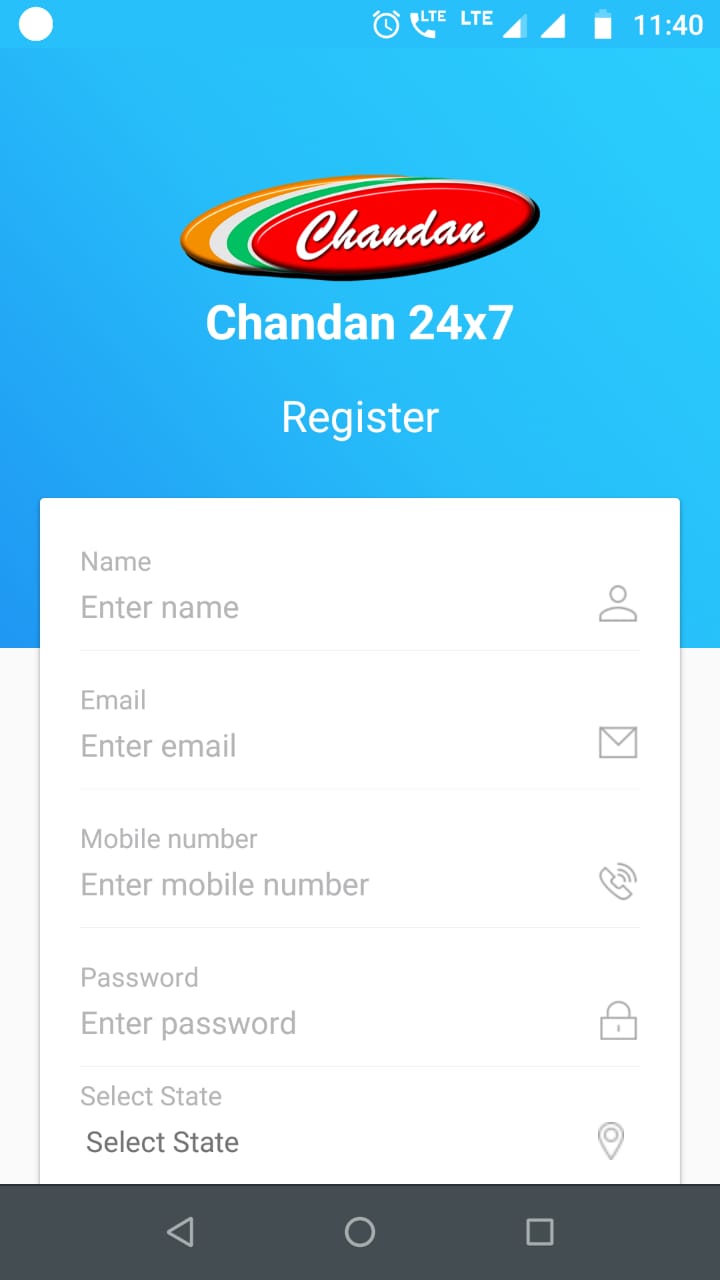 LTE LTE 11:40
Chandan
Chandan 24x7
Register
Name
Enter name
Email
Enter email
Mobile number
Enter mobile number
Password
Enter password
Select State
Select State